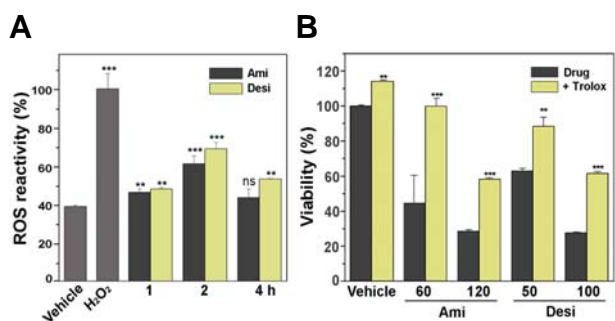 A
ROS reactivity (%)
120
100
80
60
40
20
0
***
** **
***
***
ns
**
Ami
Desi
Vehicle
H₂O₂
1
2
4 h
B
Viability (%)
120
100
80
60
40
20
0
**
***
***
**
***
Drug
+ Trolox
Vehicle
60
120
50
100
Ami
Desi